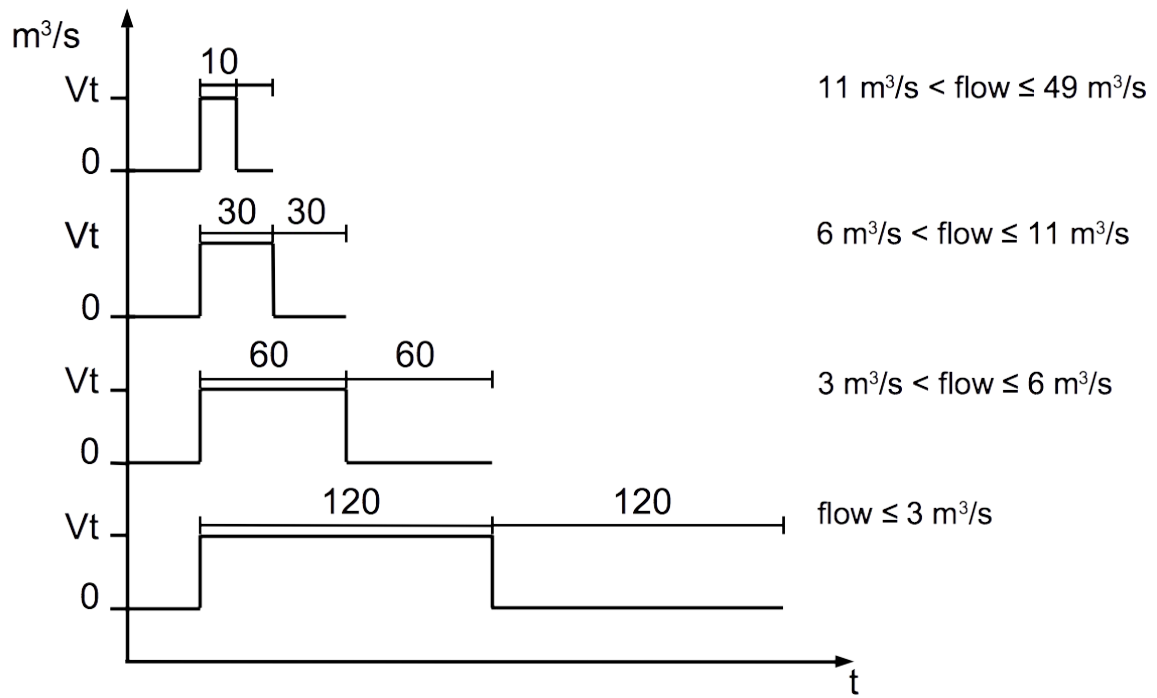 m³/s
10
Vt
11 m³/s < flow ≤ 49 m³/s
0
30 30
Vt
6 m³/s < flow ≤ 11 m³/s
0
60 60
Vt
3 m³/s < flow ≤ 6 m³/s
0
120 120
Vt
flow ≤ 3 m³/s
0
t